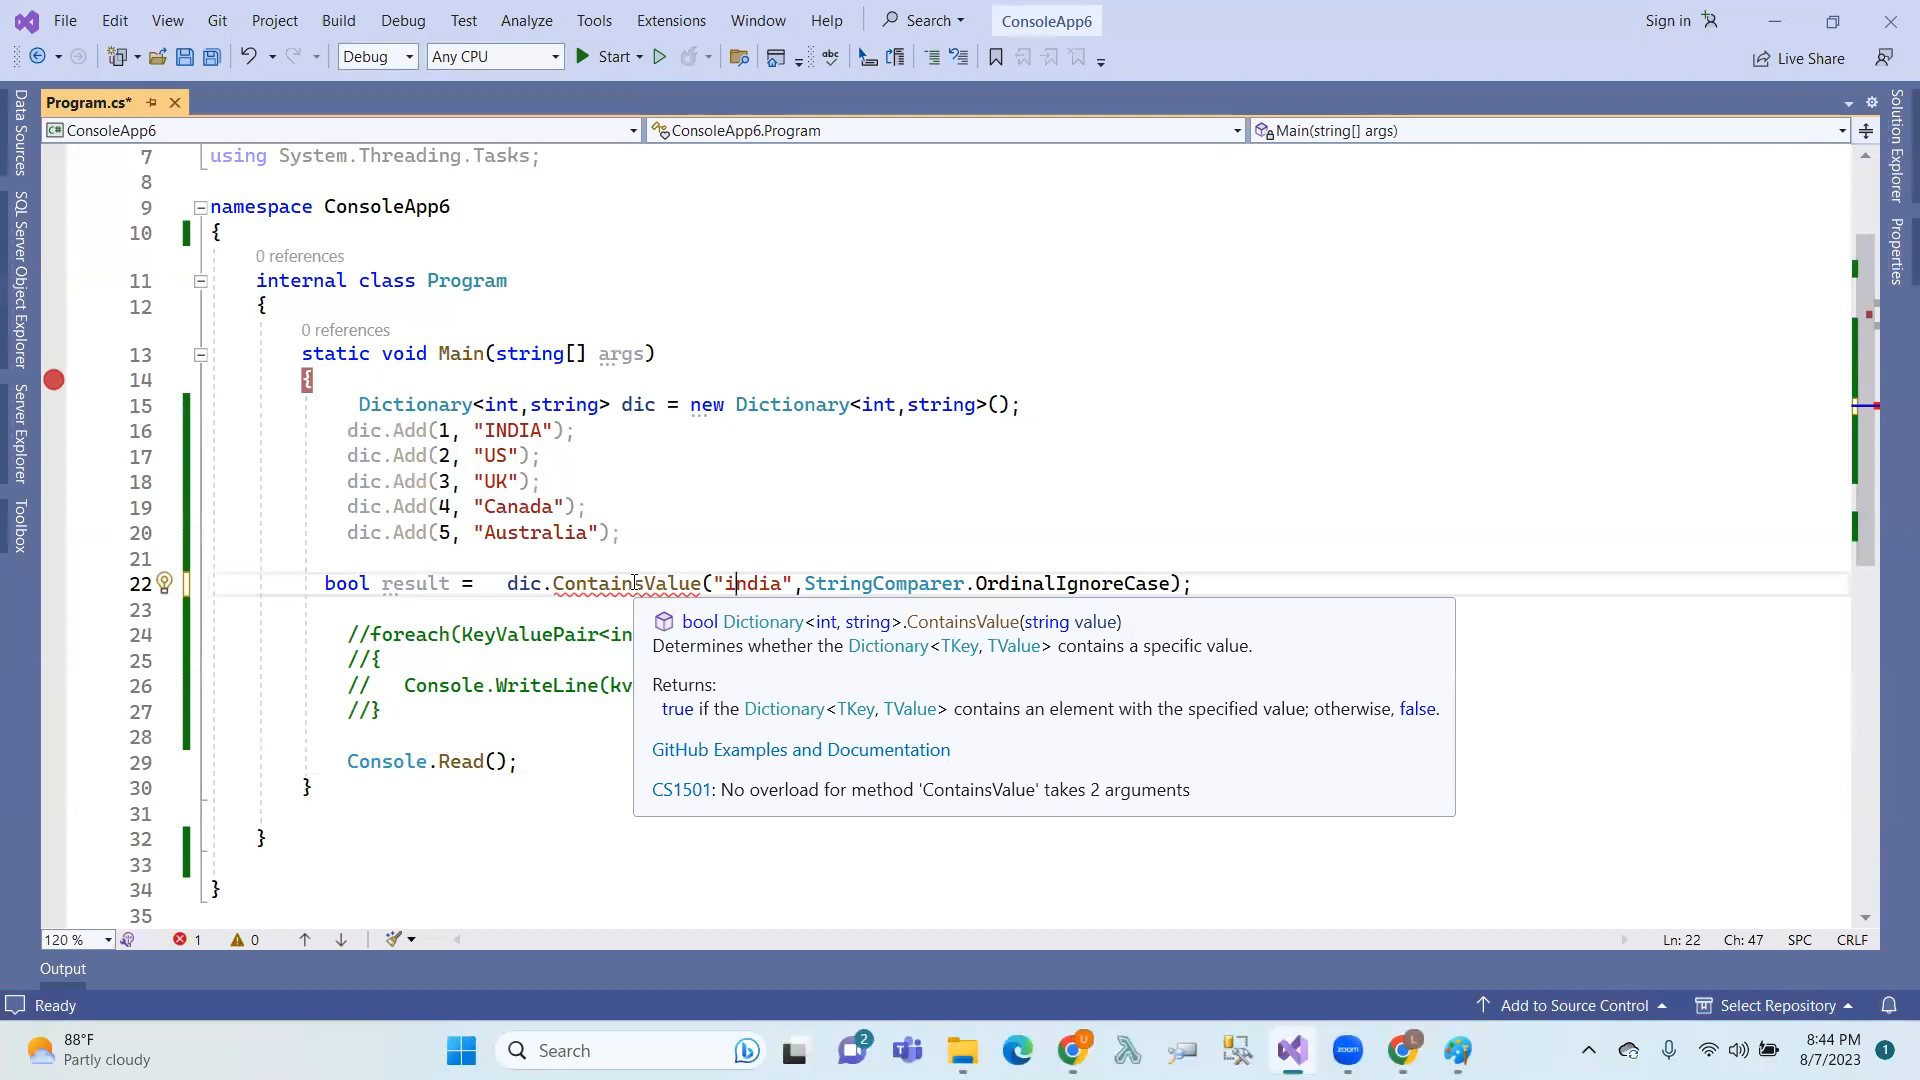 File Edit View Git Project Build Debug Test Analyze Tools Extensions Window Help Search ConsoleApp6 Sign in
Debug Any CPU Start abc Live Share
Program.cs*
ConsoleApp6 ConsoleApp6.Program Main(string[] args)
Data Sources
SQL Server Object Explorer
Server Explorer
Toolbox
Solution Explorer
Properties
7 using System.Threading.Tasks;
8
9 namespace ConsoleApp6
10 {
0 references
11 internal class Program
12 {
0 references
13 static void Main(string[] args)
14 {
15 Dictionary<int,string> dic = new Dictionary<int,string>();
16 dic.Add(1, "INDIA");
17 dic.Add(2, "US");
18 dic.Add(3, "UK");
19 dic.Add(4, "Canada");
20 dic.Add(5, "Australia");
21
22 bool result = dic.ContainsValue("india",StringComparer.OrdinalIgnoreCase);
23
bool Dictionary<int, string>.ContainsValue(string value)
Determines whether the Dictionary<TKey, TValue> contains a specific value.
Returns:
true if the Dictionary<TKey, TValue> contains an element with the specified value; otherwise, false.
GitHub Examples and Documentation
CS1501: No overload for method 'ContainsValue' takes 2 arguments
24 //foreach(KeyValuePair<in
25 //{
26 // Console.WriteLine(kv
27 //}
28
29 Console.Read();
30 }
31
32 }
33
34 }
35
120 % 1 0 Ln: 22 Ch: 47 SPC CRLF
Output
Ready Add to Source Control Select Repository
88°F
Partly cloudy
Search
2
zoom
U
L
8:44 PM
8/7/2023
1